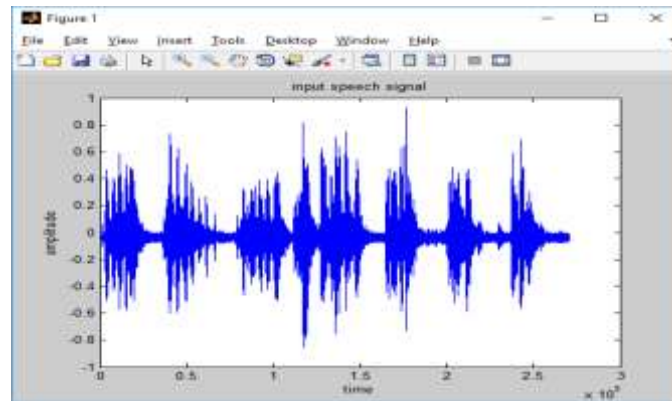 Figure 1
File Edit View Insert Tools Desktop Window Help
input speech signal
1
0.8
0.6
0.4
0.2
0
-0.2
-0.4
-0.6
-0.8
-1
amplitude
0 0.5 1 1.5 2 2.5 3
time